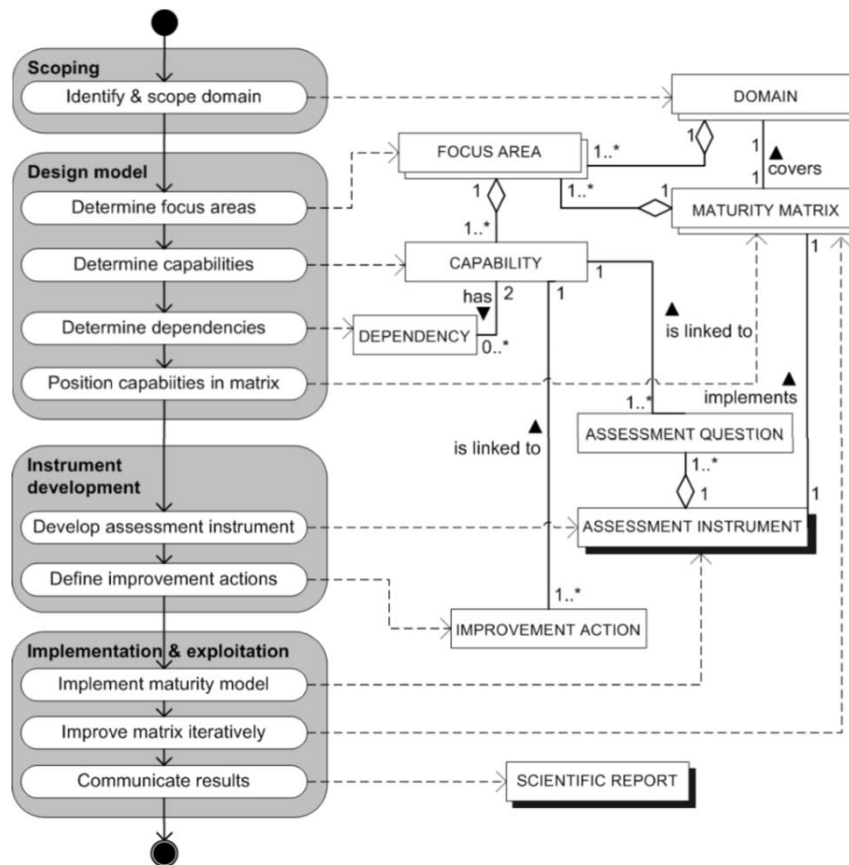 Scoping
Identify & scope domain
Design model
Determine focus areas
Determine capabilities
Determine dependencies
Position capabiities in matrix
Instrument
development
Develop assessment instrument
Define improvement actions
Implementation & exploitation
Implement maturity model
Improve matrix iteratively
Communicate results
DOMAIN
1
1
covers
1
1
MATURITY MATRIX
1
FOCUS AREA
1..*
1..*
1
1
1..*
CAPABILITY
has
2
1
1
DEPENDENCY
0..*
is linked to
implements
1..*
ASSESSMENT QUESTION
is linked to
1..*
1
1
ASSESSMENT INSTRUMENT
1..*
IMPROVEMENT ACTION
SCIENTIFIC REPORT